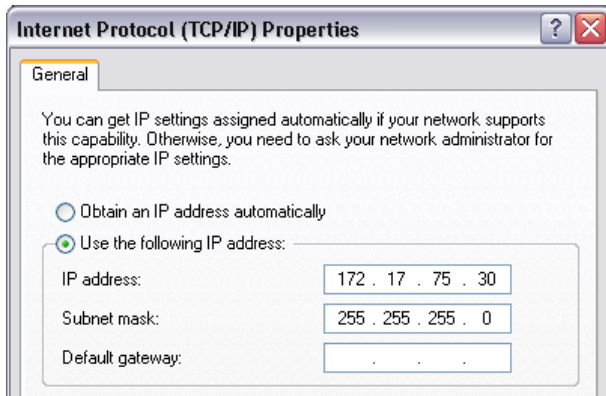 Internet Protocol (TCP/IP) Properties
General
You can get IP settings assigned automatically if your network supports
this capability. Otherwise, you need to ask your network administrator for
the appropriate IP settings.
Obtain an IP address automatically
Use the following IP address:
IP address: 172 . 17 . 75 . 30
Subnet mask: 255 . 255 . 255 . 0
Default gateway: . . .